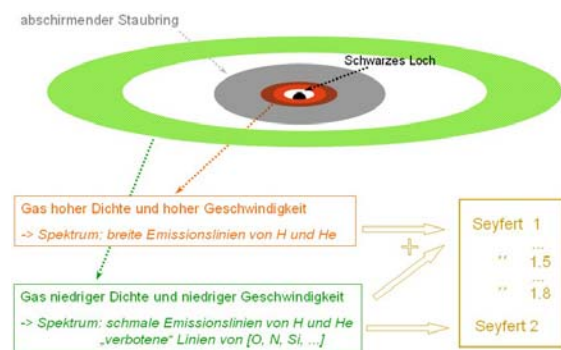 abschirmender Staubring
Schwarzes Loch
Gas hoher Dichte und hoher Geschwindigkeit
-> Spektrum: breite Emissionslinien von H und He
Gas niedriger Dichte und niedriger Geschwindigkeit
-> Spektrum: schmale Emissionslinien von H und He
„verbotene“ Linien von [O, N, Si, ...]
+
Seyfert 1
...
“ 1.5
...
“ 1.8
Seyfert 2